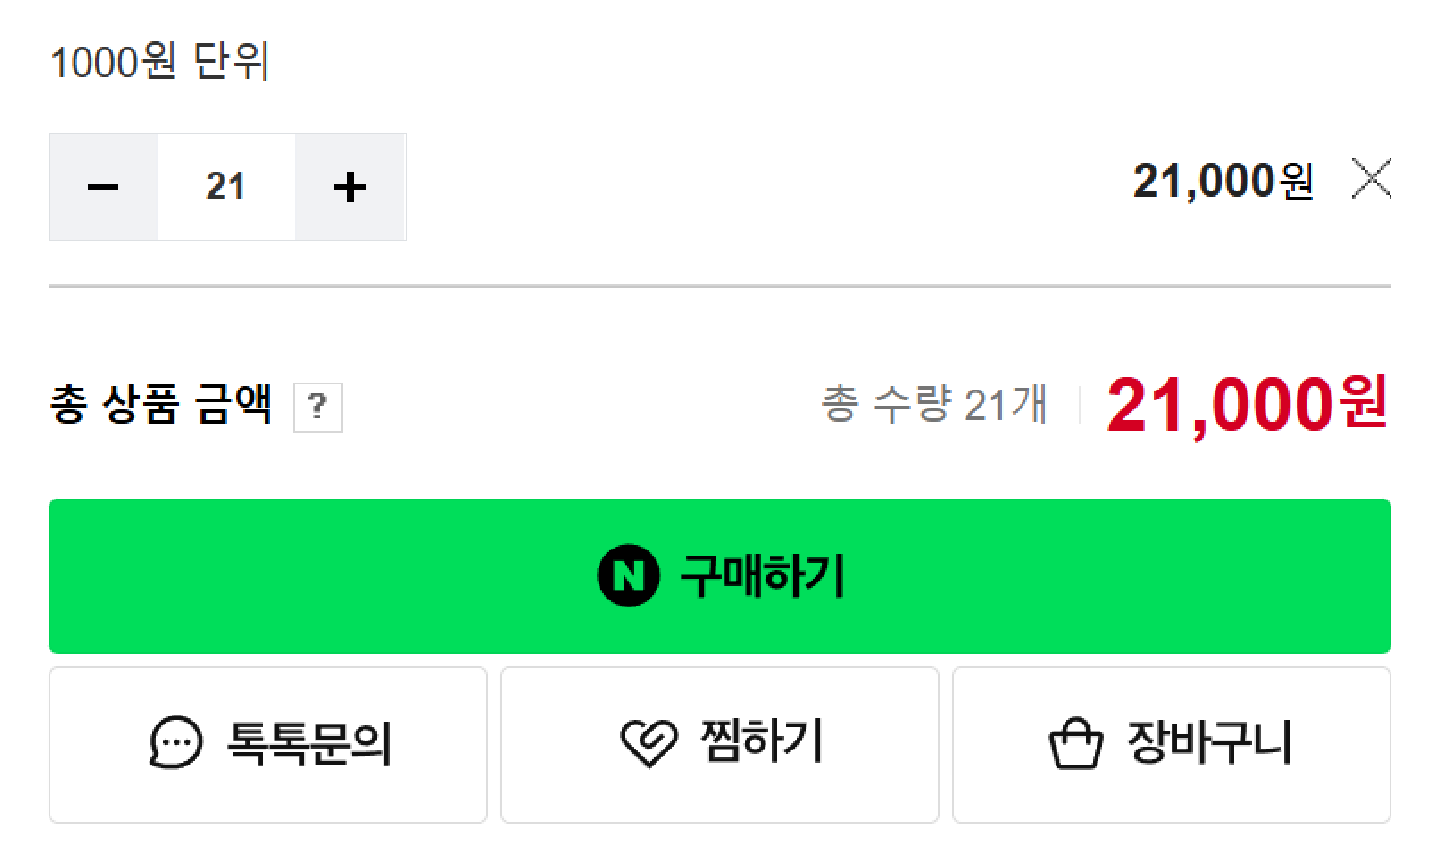 1000원 단위
− 21 + 21,000원
총 상품 금액 ? 총 수량 21개 21,000원
N 구매하기
톡톡문의 찜하기 장바구니